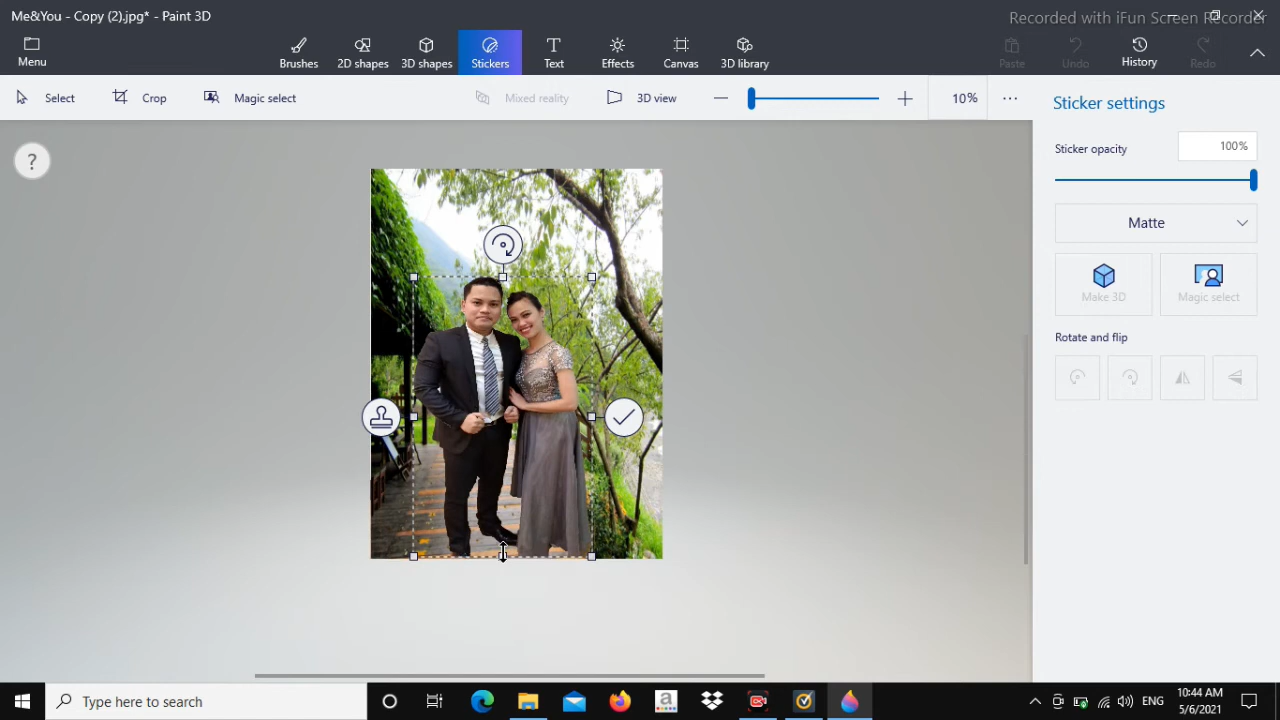 Me&You - Copy (2).jpg* - Paint 3D
Recorded with iFun Screen Recorder
Menu
Brushes
2D shapes
3D shapes
Stickers
Text
Effects
Canvas
3D library
Paste
Undo
History
Redo
Select
Crop
Magic select
Mixed reality
3D view
10%
Sticker settings
?
Sticker opacity
100%
Matte
Make 3D
Magic select
Rotate and flip
Type here to search
a
ENG
10:44 AM
5/6/2021